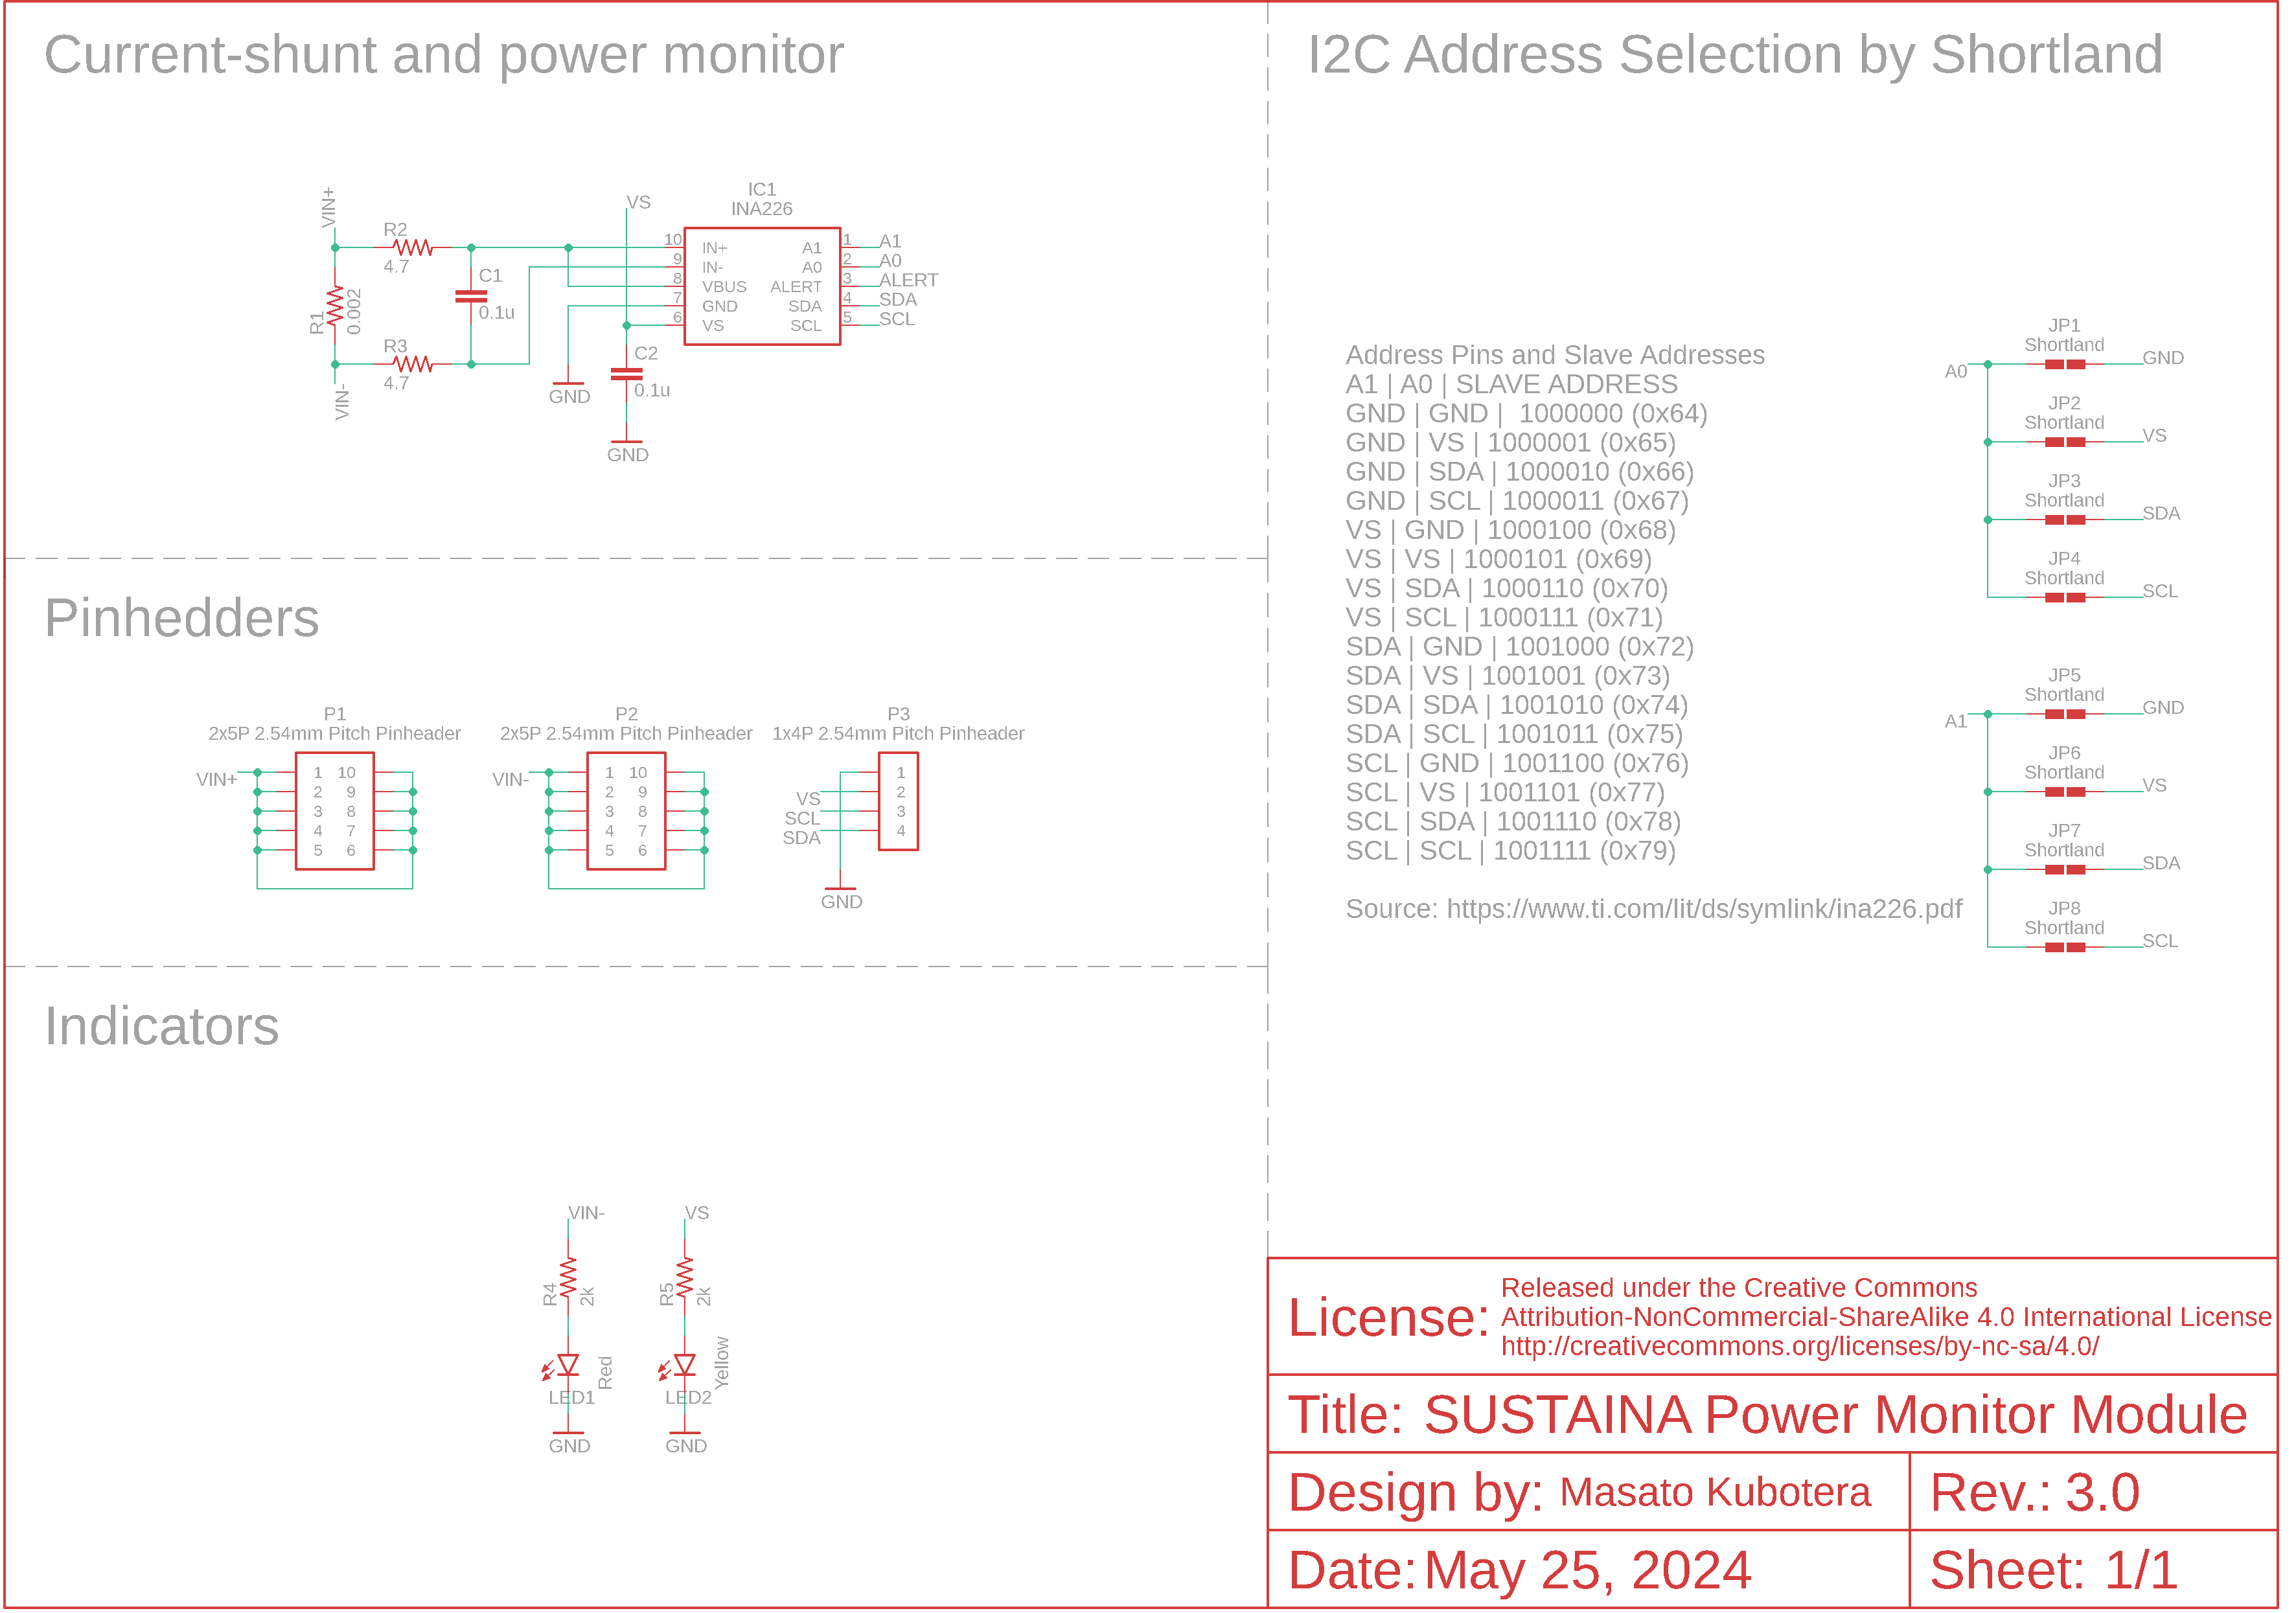 Current-shunt and power monitor
VIN+
R2
4.7
R1
0.002
C1
0.1u
R3
4.7
VIN-
VS
IC1
INA226
10 IN+ A1 1 A1
9 IN- A0 2 A0
8 VBUS ALERT 3 ALERT
7 GND SDA 4 SDA
6 VS SCL 5 SCL
C2
0.1u
GND
GND
Pinhedders
P1
2x5P 2.54mm Pitch Pinheader
VIN+
1 10
2 9
3 8
4 7
5 6
P2
2x5P 2.54mm Pitch Pinheader
VIN-
1 10
2 9
3 8
4 7
5 6
P3
1x4P 2.54mm Pitch Pinheader
1
VS 2
SCL 3
SDA 4
GND
Indicators
VIN-
R4
2k
Red
LED1
GND
VS
R5
2k
Yellow
LED2
GND
I2C Address Selection by Shortland
Address Pins and Slave Addresses
A1 | A0 | SLAVE ADDRESS
GND | GND |  1000000 (0x64)
GND | VS | 1000001 (0x65)
GND | SDA | 1000010 (0x66)
GND | SCL | 1000011 (0x67)
VS | GND | 1000100 (0x68)
VS | VS | 1000101 (0x69)
VS | SDA | 1000110 (0x70)
VS | SCL | 1000111 (0x71)
SDA | GND | 1001000 (0x72)
SDA | VS | 1001001 (0x73)
SDA | SDA | 1001010 (0x74)
SDA | SCL | 1001011 (0x75)
SCL | GND | 1001100 (0x76)
SCL | VS | 1001101 (0x77)
SCL | SDA | 1001110 (0x78)
SCL | SCL | 1001111 (0x79)
Source: https://www.ti.com/lit/ds/symlink/ina226.pdf
JP1
Shortland
A0 GND
JP2
Shortland
VS
JP3
Shortland
SDA
JP4
Shortland
SCL
JP5
Shortland
A1 GND
JP6
Shortland
VS
JP7
Shortland
SDA
JP8
Shortland
SCL
License: Released under the Creative Commons
Attribution-NonCommercial-ShareAlike 4.0 International License
http://creativecommons.org/licenses/by-nc-sa/4.0/
Title: SUSTAINA Power Monitor Module
Design by: Masato Kubotera Rev.: 3.0
Date: May 25, 2024 Sheet: 1/1